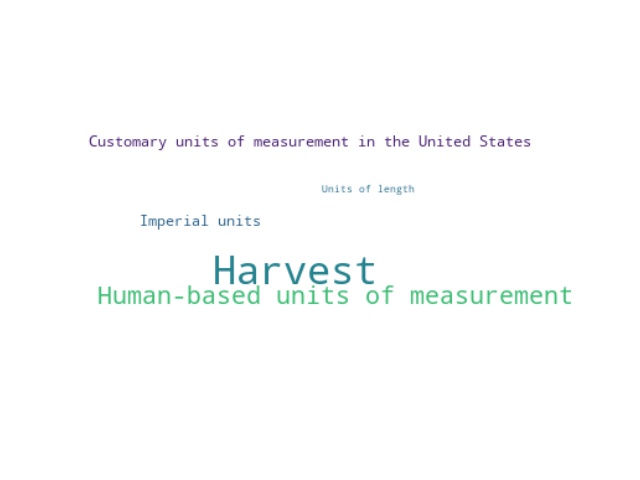 Customary units of measurement in the United States
Units of length
Imperial units
Harvest
Human-based units of measurement